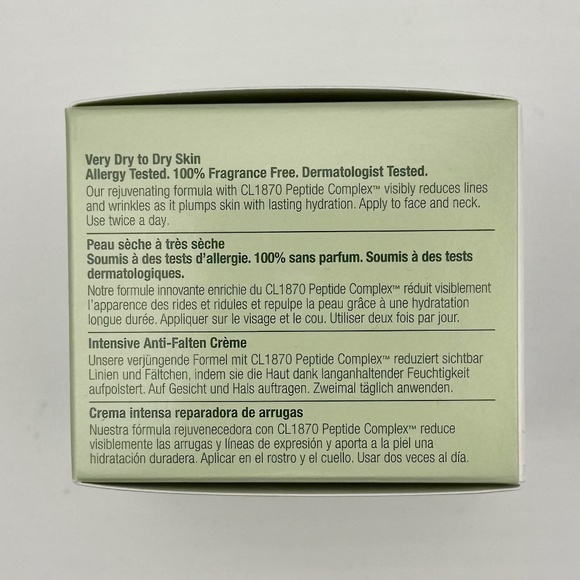 Very Dry to Dry Skin
Allergy Tested. 100% Fragrance Free. Dermatologist Tested.
Our rejuvenating formula with CL1870 Peptide Complex™ visibly reduces lines
and wrinkles as it plumps skin with lasting hydration. Apply to face and neck.
Use twice a day.
Peau sèche à très sèche
Soumis à des tests d'allergie. 100% sans parfum. Soumis à des tests
dermatologiques.
Notre formule innovante enrichie du CL1870 Peptide Complex™ réduit visiblement
l'apparence des rides et ridules et repulpe la peau grâce à une hydratation
longue durée. Appliquer sur le visage et le cou. Utiliser deux fois par jour.
Intensive Anti-Falten Crème
Unsere verjüngende Formel mit CL1870 Peptide Complex™ reduziert sichtbar
Linien und Fältchen, indem sie die Haut dank langanhaltender Feuchtigkeit
aufpolstert. Auf Gesicht und Hals auftragen. Zweimal täglich anwenden.
Crema intensa reparadora de arrugas
Nuestra fórmula rejuvenecedora con CL1870 Peptide Complex™ reduce
visiblemente las arrugas y líneas de expresión y aporta a la piel una
hidratación duradera. Aplicar en el rostro y el cuello. Usar dos veces al día.